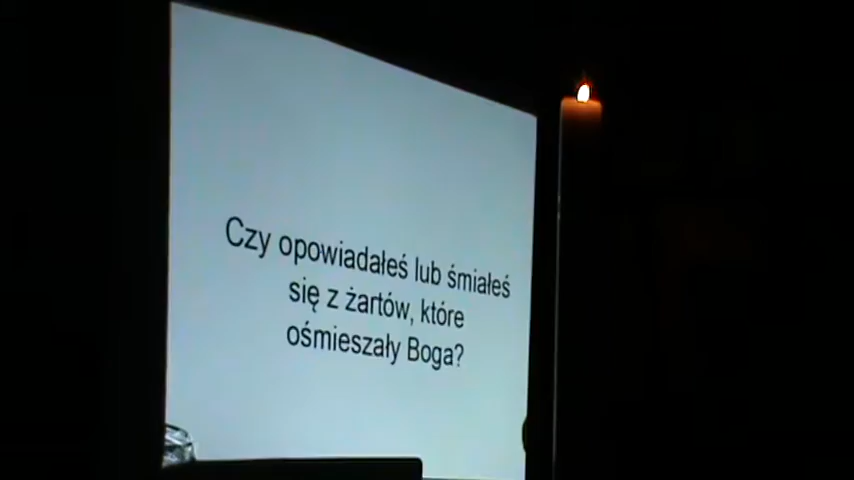 Czy opowiadałeś lub śmiałeś
się z żartów, które
ośmieszały Boga?